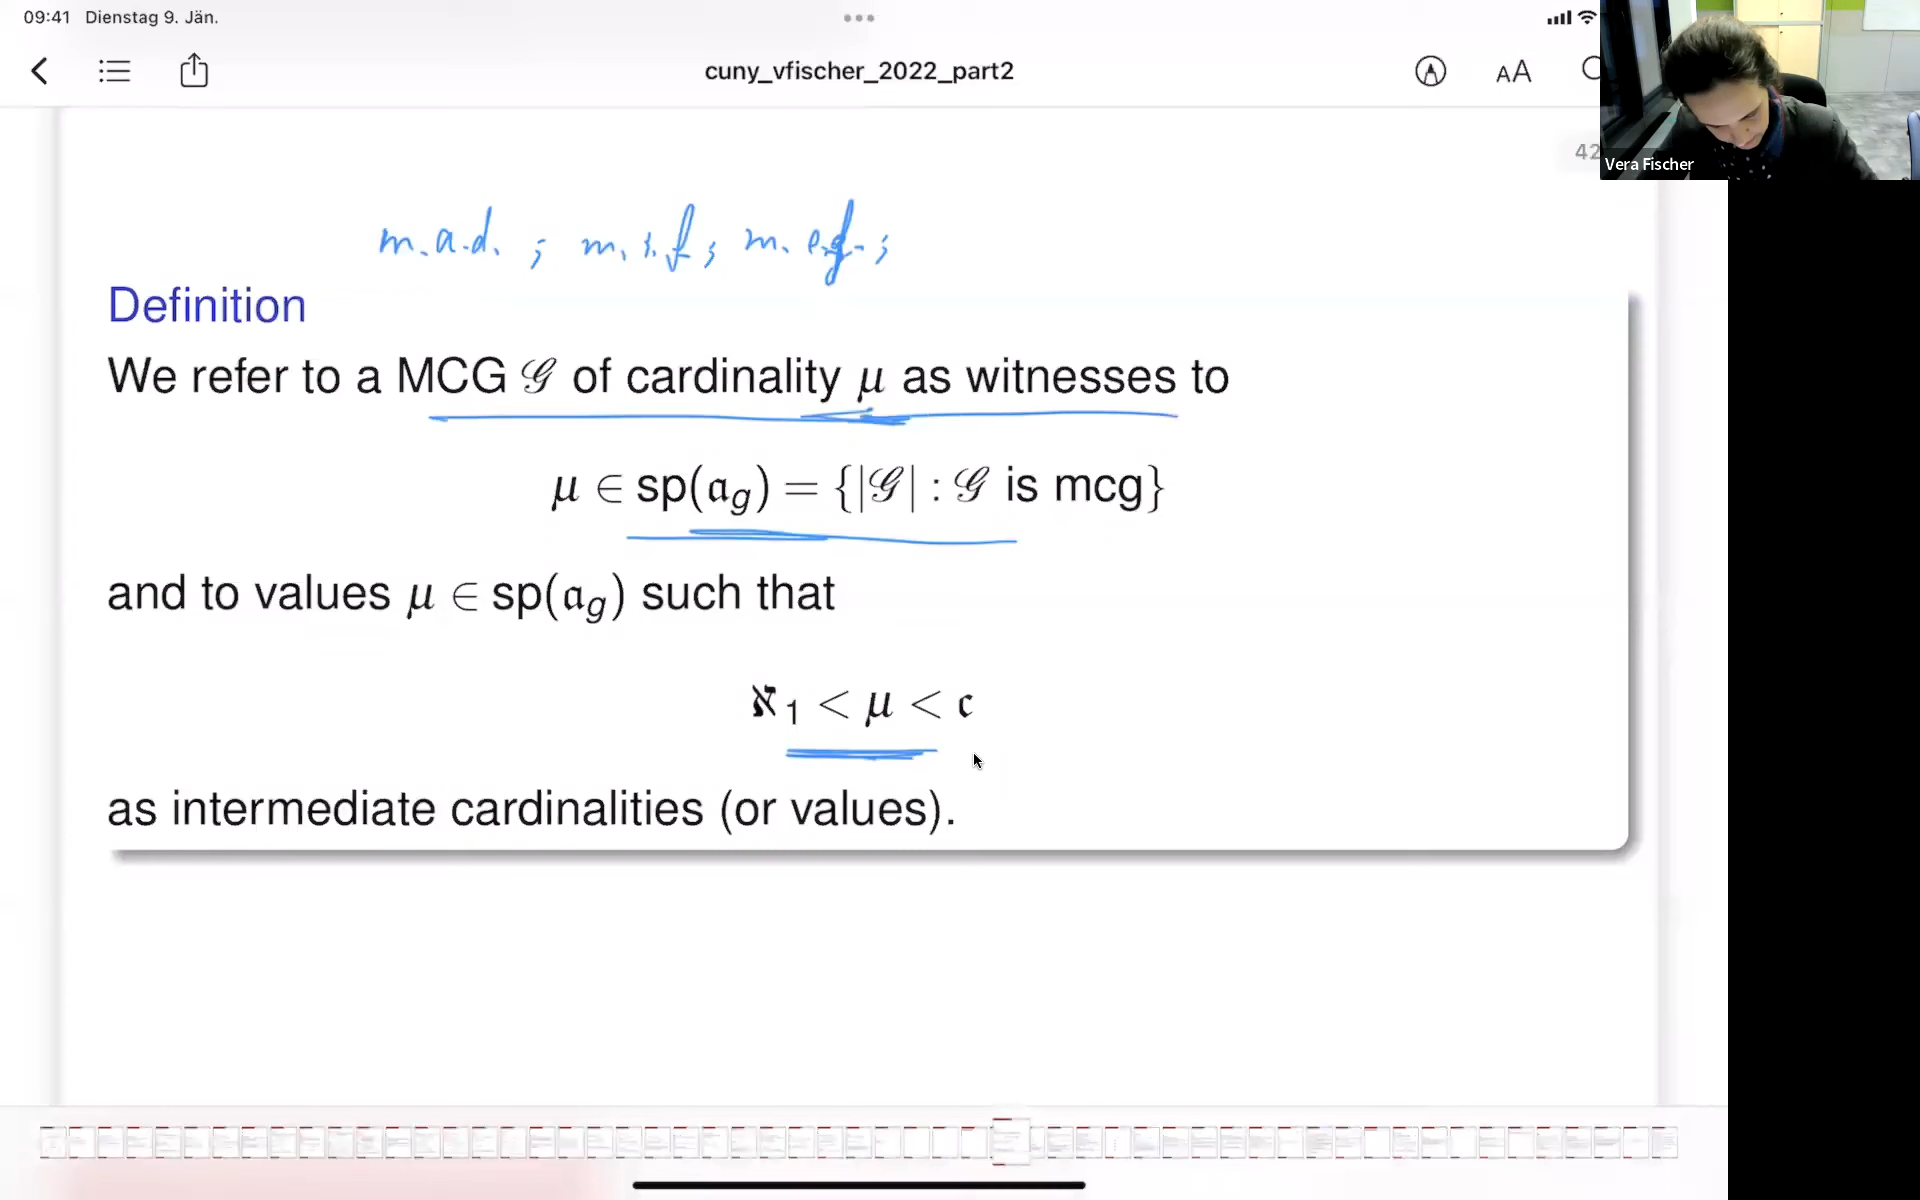 09:41 Dienstag 9. Jän.
cuny_vfischer_2022_part2
AA
42
Vera Fischer
m.a.d. ; m.i.f ; m. e.g. ;
Definition
We refer to a MCG 𝒢 of cardinality μ as witnesses to
μ ∈ sp(𝔞_g) = {|𝒢| : 𝒢 is mcg}
and to values μ ∈ sp(𝔞_g) such that
ℵ₁ < μ < 𝔠
as intermediate cardinalities (or values).